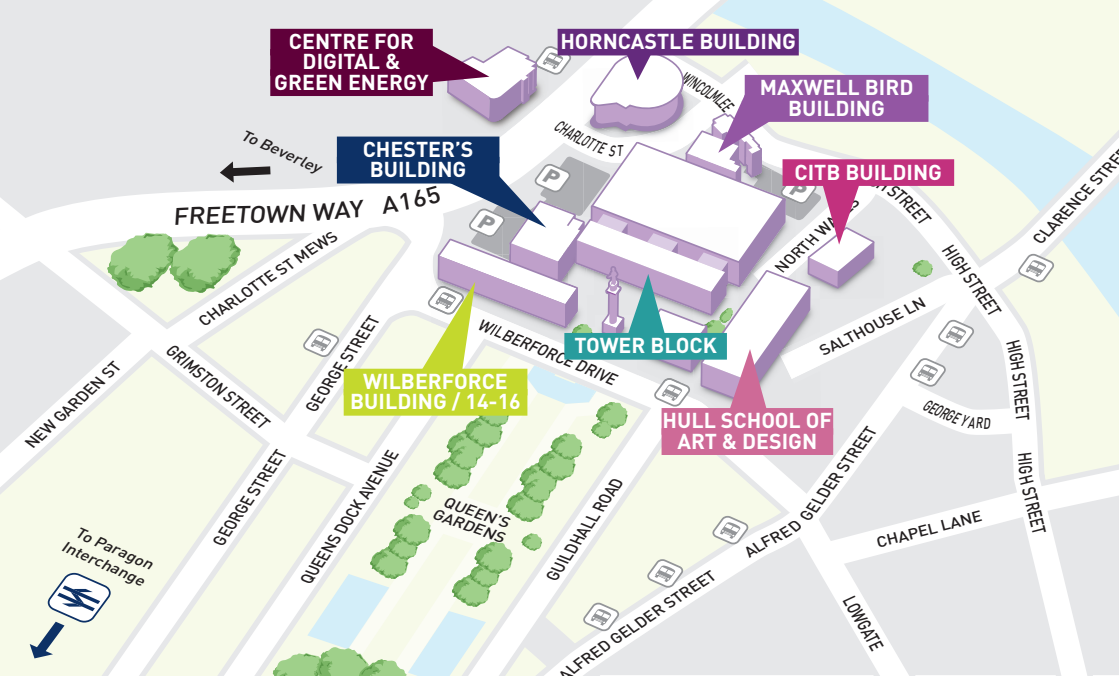 CENTRE FOR
DIGITAL &
GREEN ENERGY
HORNCASTLE BUILDING
WINCOLMLEE
MAXWELL BIRD
BUILDING
CHARLOTTE ST
To Beverley
CHESTER'S
BUILDING
P
P
P
CITB BUILDING
FREETOWN WAY A165
STREET
CLARENCE
NORTH
CHARLOTTE ST MEWS
HIGH STREET
SALTHOUSE LN
WILBERFORCE DRIVE
TOWER BLOCK
GEORGE STREET
GRIMSTON STREET
NEW GARDEN ST
WILBERFORCE
BUILDING / 14-16
HULL SCHOOL OF
ART & DESIGN
HIGH STREET
GEORGE YARD
GEORGE STREET
QUEENS DOCK AVENUE
QUEEN'S
GARDENS
GUILDHALL ROAD
ALFRED GELDER STREET
HIGH STREET
CHAPEL LANE
To Paragon
Interchange
ALFRED GELDER STREET
LOWGATE